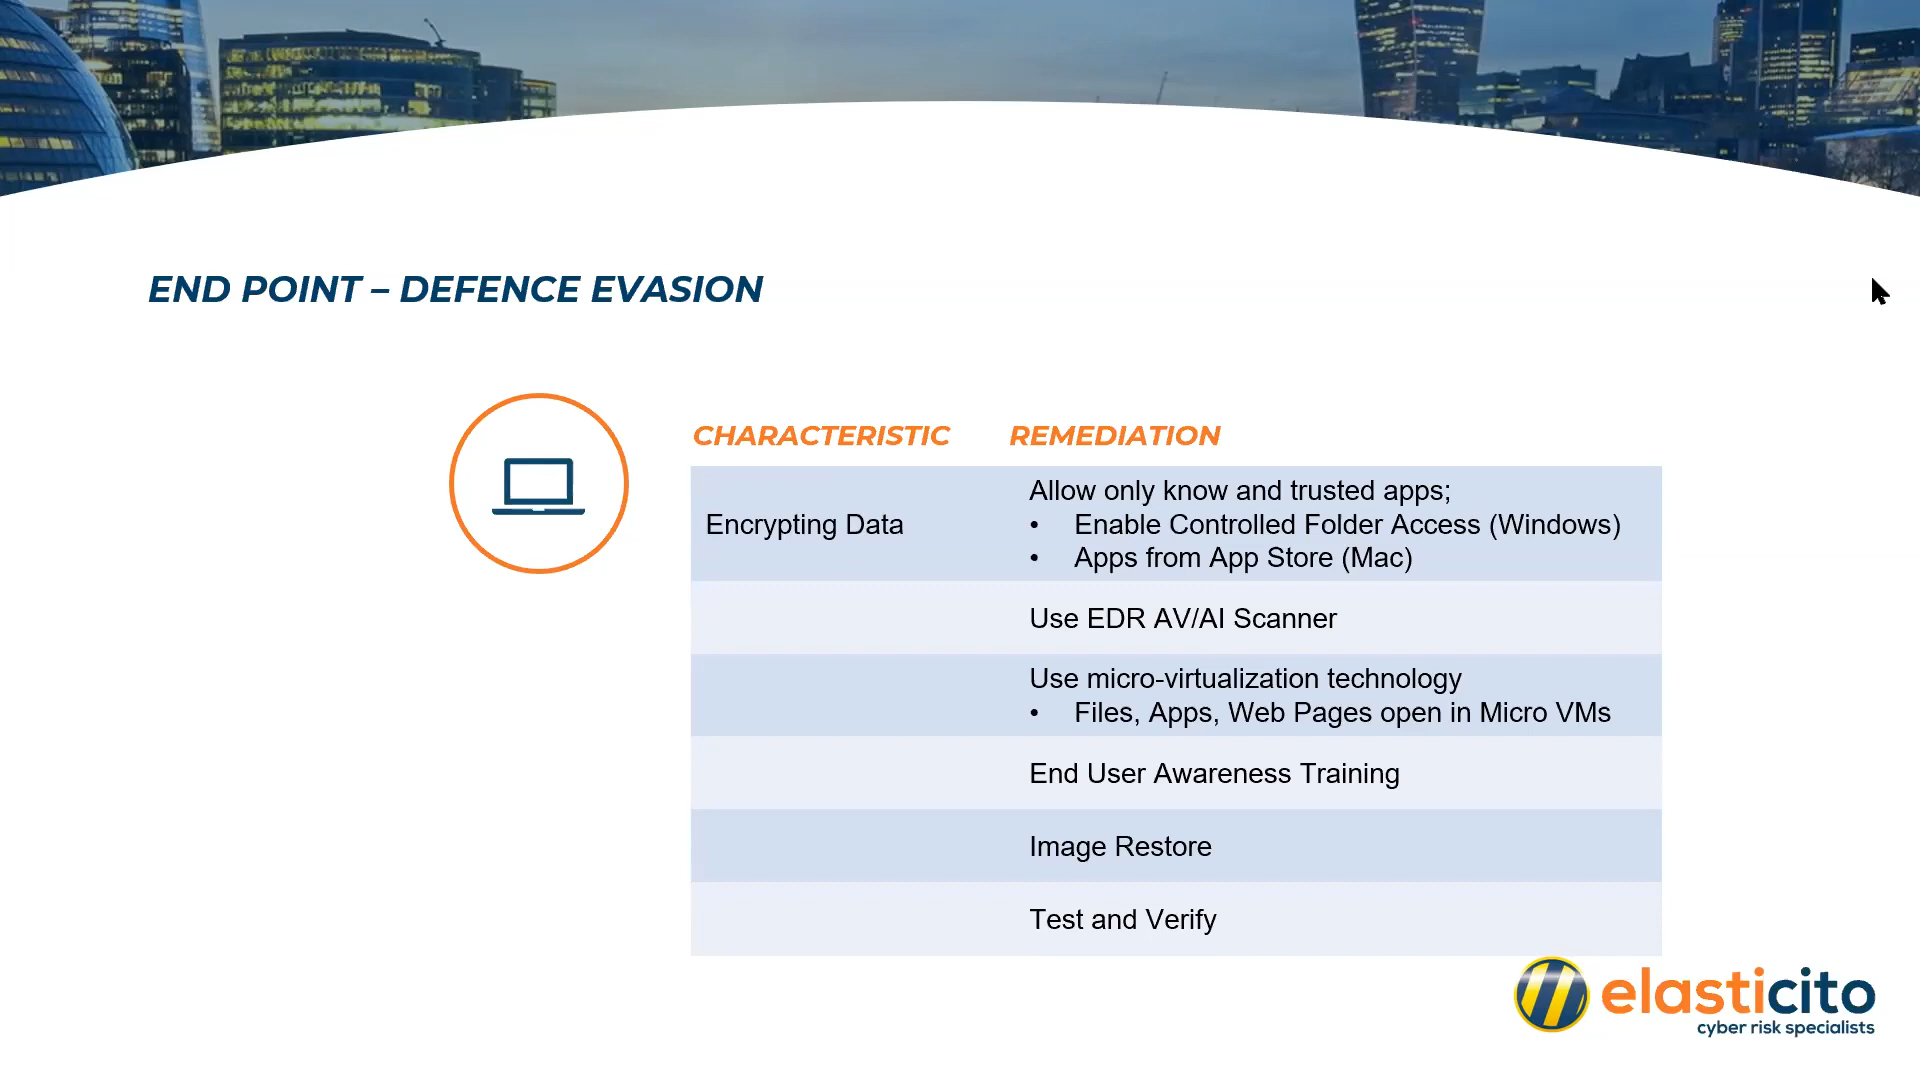 END POINT – DEFENCE EVASION
CHARACTERISTIC REMEDIATION
Allow only know and trusted apps;
Encrypting Data • Enable Controlled Folder Access (Windows)
• Apps from App Store (Mac)
Use EDR AV/AI Scanner
Use micro-virtualization technology
• Files, Apps, Web Pages open in Micro VMs
End User Awareness Training
Image Restore
Test and Verify
elasticito
cyber risk specialists